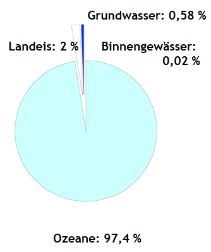 Grundwasser: 0,58 %
Landeis: 2 %
Binnengewässer:
0,02 %
Ozeane: 97,4 %